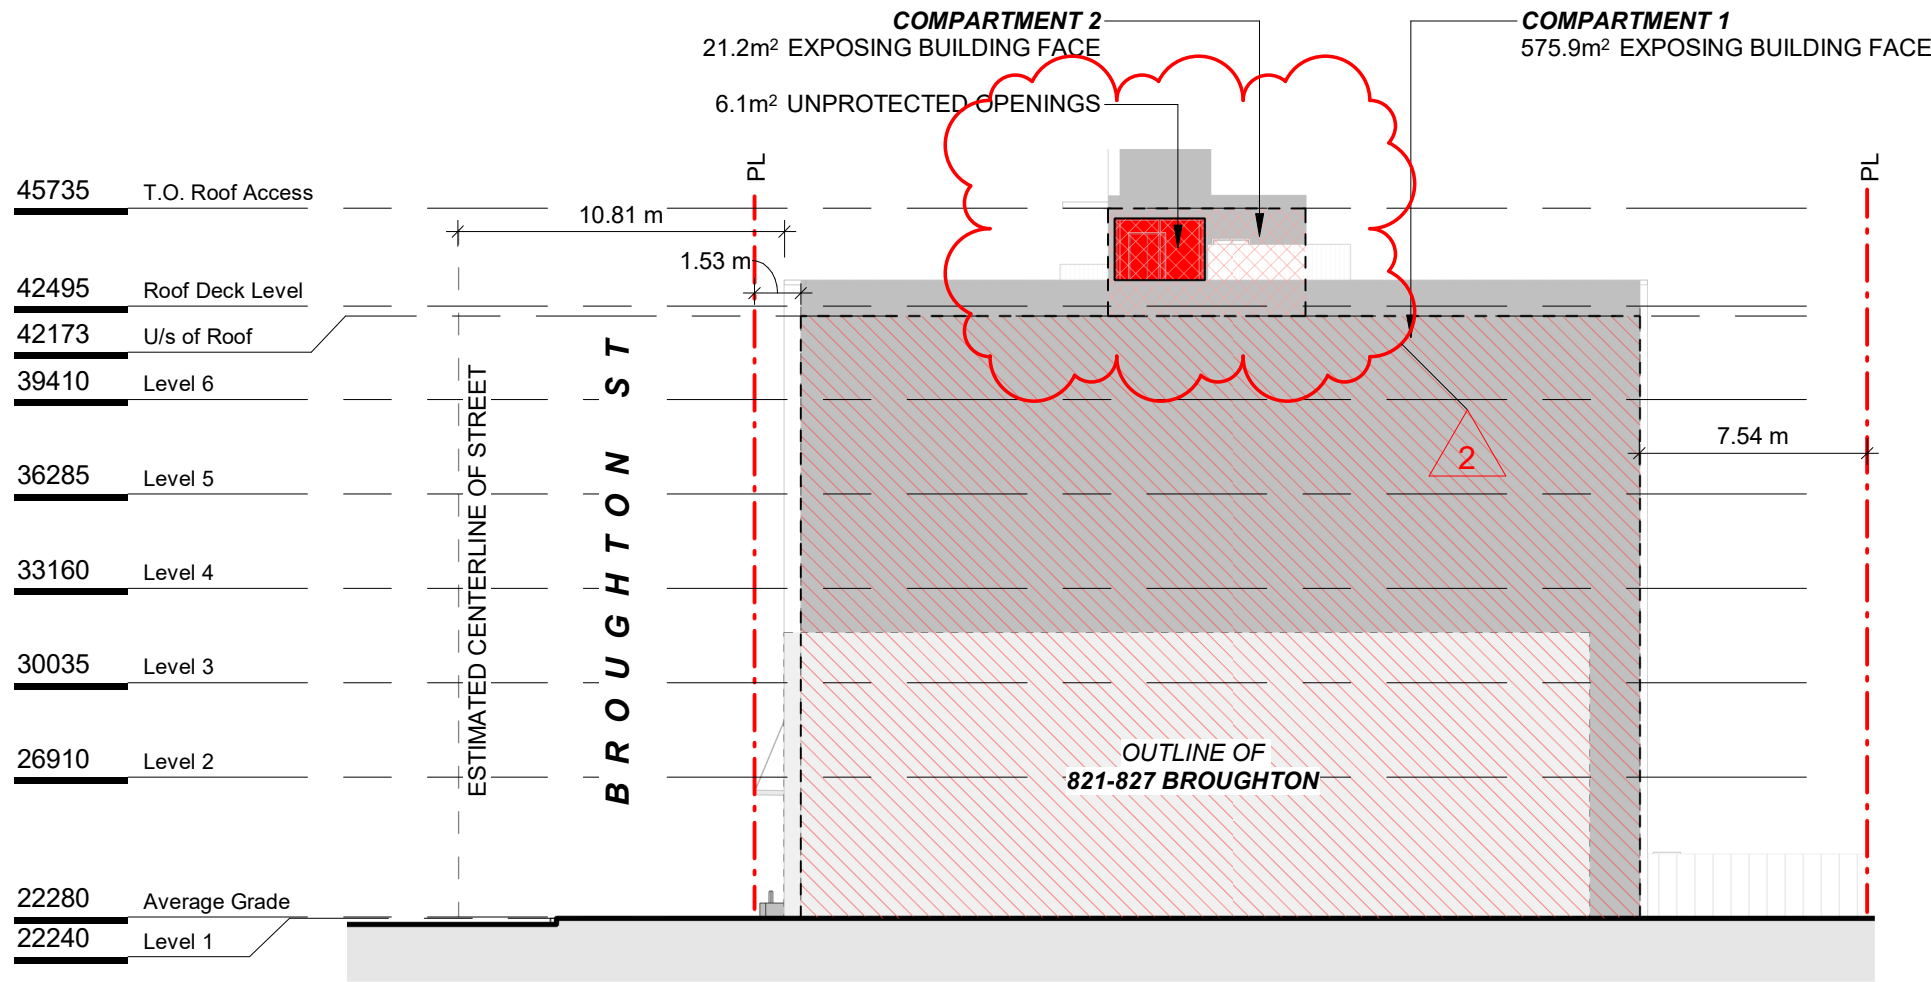 COMPARTMENT 2
21.2m² EXPOSING BUILDING FACE
6.1m² UNPROTECTED OPENINGS
COMPARTMENT 1
575.9m² EXPOSING BUILDING FACE
PL
PL
45735 T.O. Roof Access
10.81 m
1.53 m
42495 Roof Deck Level
42173 U/s of Roof
39410 Level 6
36285 Level 5
33160 Level 4
30035 Level 3
26910 Level 2
22280 Average Grade
22240 Level 1
ESTIMATED CENTERLINE OF STREET
BROUGHTON ST
2
7.54 m
OUTLINE OF
821-827 BROUGHTON